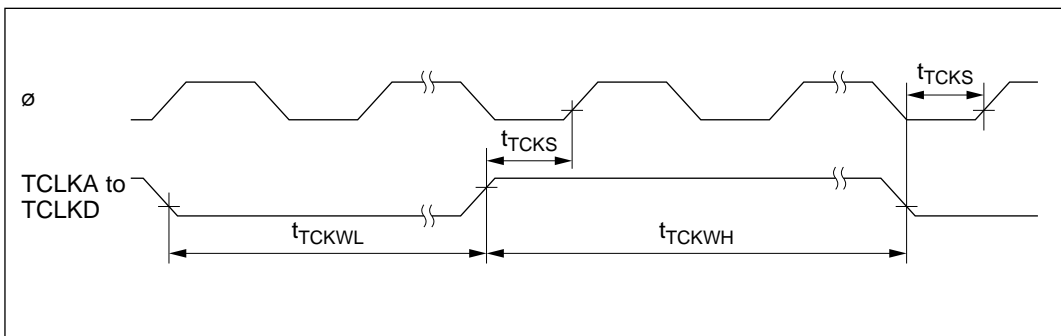 ø
tTCKS
tTCKS
TCLKA to
TCLKD
tTCKWL
tTCKWH